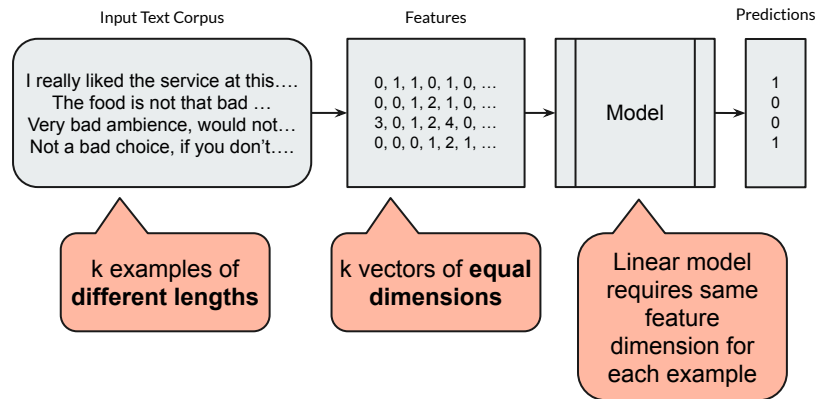 Input Text Corpus
Features
Predictions
I really liked the service at this….
The food is not that bad …
Very bad ambience, would not…
Not a bad choice, if you don't….
0, 1, 1, 0, 1, 0, …
0, 0, 1, 2, 1, 0, …
3, 0, 1, 2, 4, 0, …
0, 0, 0, 1, 2, 1, …
Model
1
0
0
1
k examples of
different lengths
k vectors of equal
dimensions
Linear model
requires same
feature
dimension for
each example